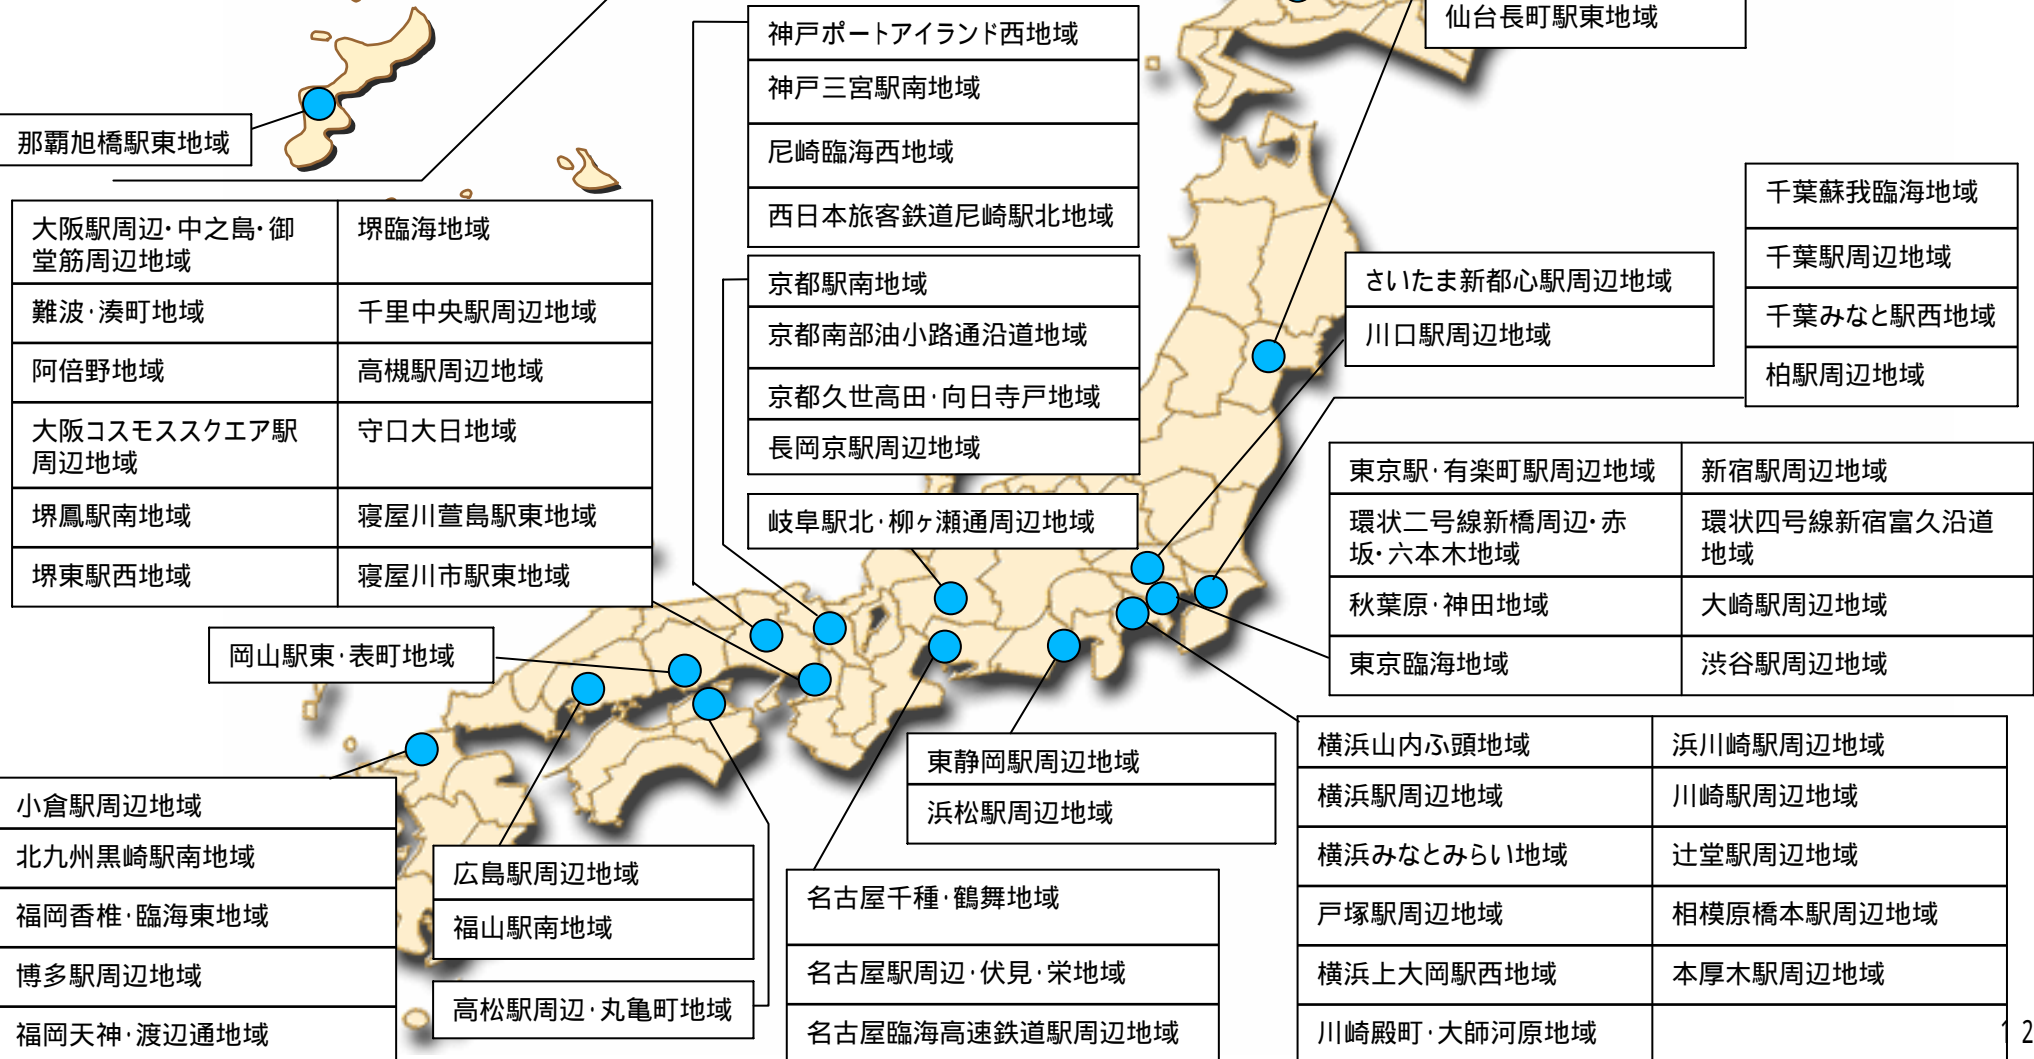 仙台長町駅東地域
那覇旭橋駅東地域
神戸ポートアイランド西地域
神戸三宮駅南地域
尼崎臨海西地域
西日本旅客鉄道尼崎駅北地域
大阪駅周辺・中之島・御
堂筋周辺地域
堺臨海地域
難波・湊町地域
千里中央駅周辺地域
阿倍野地域
高槻駅周辺地域
大阪コスモススクエア駅
周辺地域
守口大日地域
堺鳳駅南地域
寝屋川萱島駅東地域
堺東駅西地域
寝屋川市駅東地域
京都駅南地域
京都南部油小路通沿道地域
京都久世高田・向日寺戸地域
長岡京駅周辺地域
岐阜駅北・柳ヶ瀬通周辺地域
さいたま新都心駅周辺地域
川口駅周辺地域
千葉蘇我臨海地域
千葉駅周辺地域
千葉みなと駅西地域
柏駅周辺地域
東京駅・有楽町駅周辺地域
新宿駅周辺地域
環状二号線新橋周辺・赤
坂・六本木地域
環状四号線新宿富久沿道
地域
秋葉原・神田地域
大崎駅周辺地域
東京臨海地域
渋谷駅周辺地域
岡山駅東・表町地域
東静岡駅周辺地域
浜松駅周辺地域
横浜山内ふ頭地域
浜川崎駅周辺地域
横浜駅周辺地域
川崎駅周辺地域
横浜みなとみらい地域
辻堂駅周辺地域
戸塚駅周辺地域
相模原橋本駅周辺地域
横浜上大岡駅西地域
本厚木駅周辺地域
川崎殿町・大師河原地域
小倉駅周辺地域
北九州黒崎駅南地域
福岡香椎・臨海東地域
博多駅周辺地域
福岡天神・渡辺通地域
広島駅周辺地域
福山駅南地域
高松駅周辺・丸亀町地域
名古屋千種・鶴舞地域
名古屋駅周辺・伏見・栄地域
名古屋臨海高速鉄道駅周辺地域
12